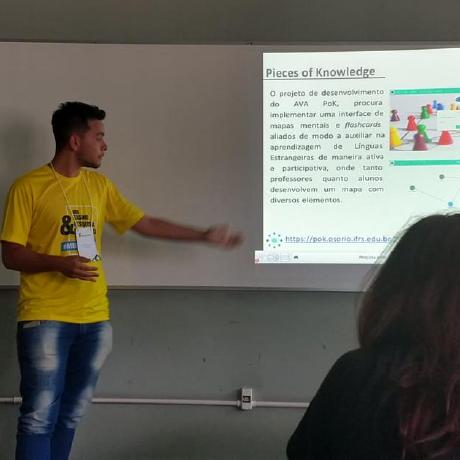 Pieces of Knowledge
O projeto de desenvolvimento
do AVA PoK, procura
implementar uma interface de
mapas mentais e flashcards
aliados de modo a auxiliar na
aprendizagem de Línguas
Estrangeiras de maneira ativa
e participativa, onde tanto
professores quanto alunos
desenvolvem um mapa com
diversos elementos.
https://pok.osorio.ifrs.edu.br
&